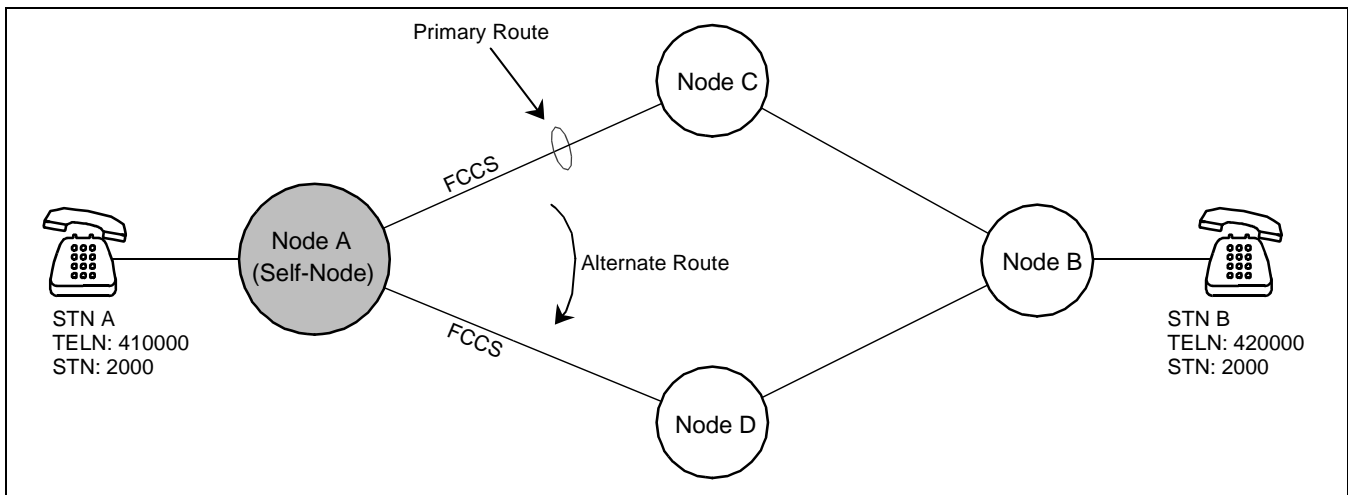 Primary Route
Node C
FCCS
Node A
(Self-Node)
Alternate Route
Node B
FCCS
STN A
TELN: 410000
STN: 2000
STN B
TELN: 420000
STN: 2000
Node D